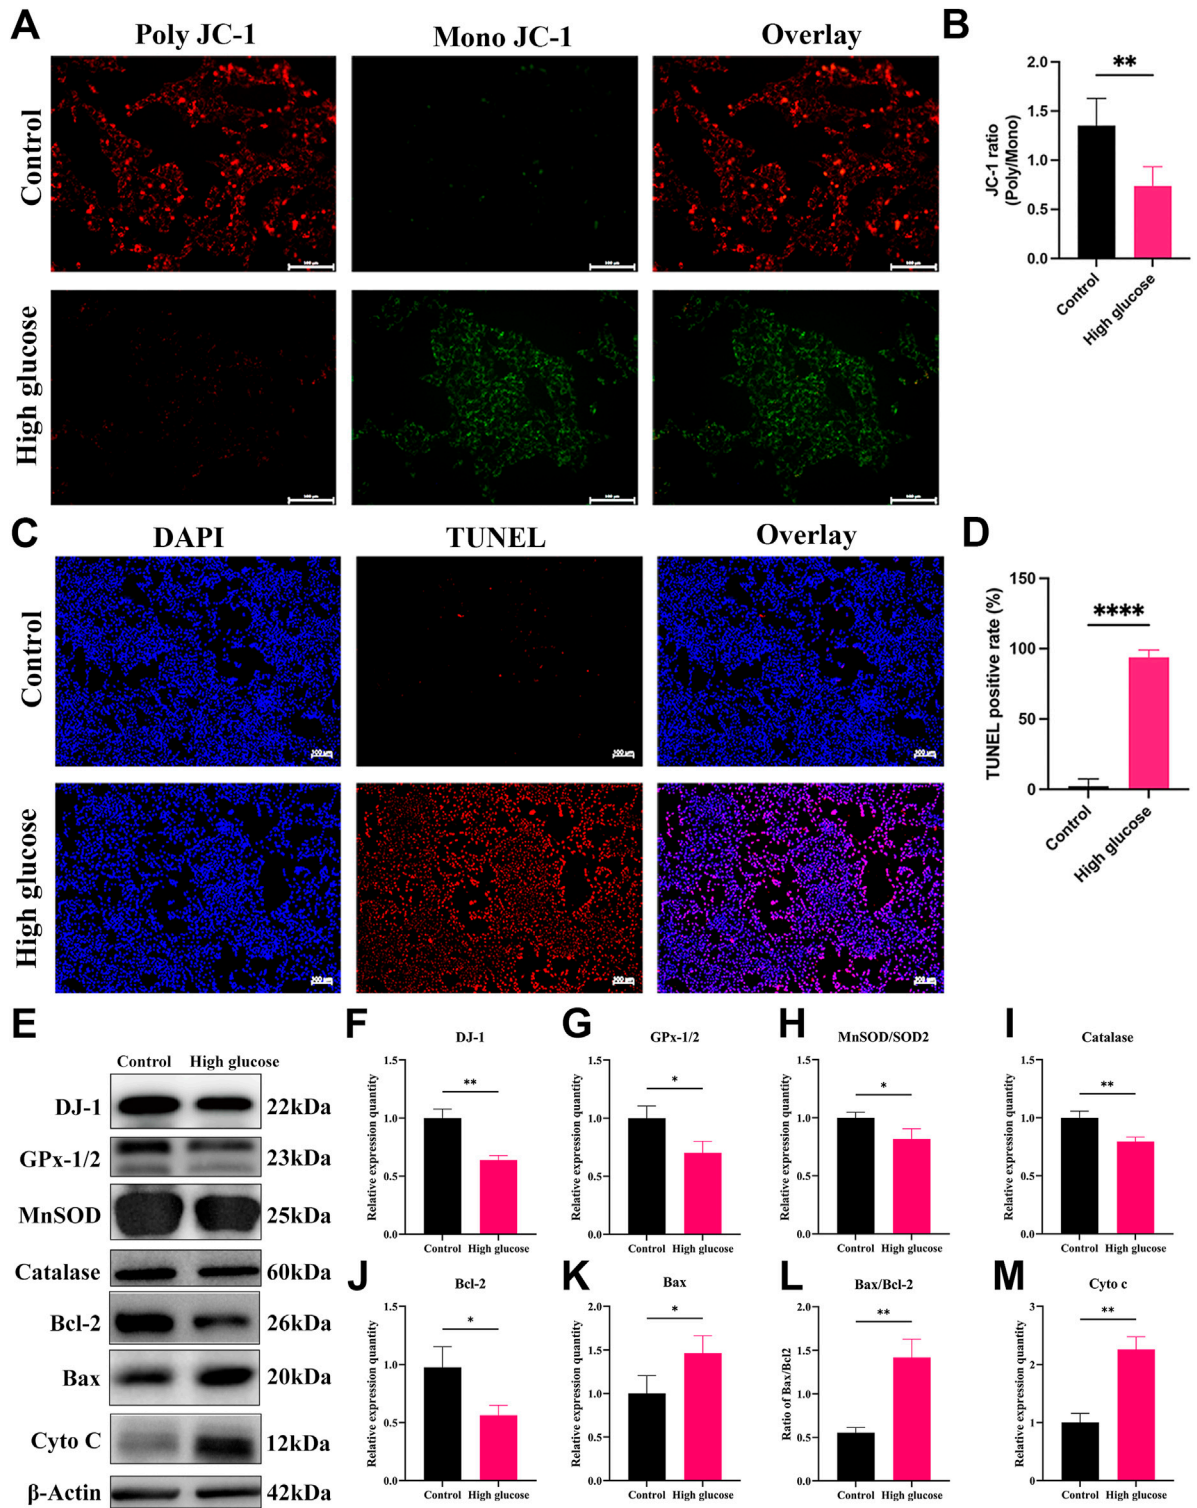 A
Poly JC-1
Mono JC-1
Overlay
Control
High glucose
B
JC-1 ratio
(Poly/Mono)
2.0
1.5
1.0
0.5
0.0
**
Control
High glucose
C
DAPI
TUNEL
Overlay
Control
High glucose
D
TUNEL positive rate (%)
150
100
50
0
****
Control
High glucose
E
Control High glucose
DJ-1 22kDa
GPx-1/2 23kDa
MnSOD 25kDa
Catalase 60kDa
Bcl-2 26kDa
Bax 20kDa
Cyto C 12kDa
β-Actin 42kDa
F
DJ-1
Relative expression quantity
1.5
1.0
0.5
0.0
**
Control High glucose
G
GPx-1/2
Relative expression quantity
1.5
1.0
0.5
0.0
*
Control High glucose
H
MnSOD/SOD2
Relative expression quantity
1.5
1.0
0.5
0.0
*
Control High glucose
I
Catalase
Relative expression quantity
1.5
1.0
0.5
0.0
**
Control High glucose
J
Bcl-2
Relative expression quantity
1.5
1.0
0.5
0.0
*
Control High glucose
K
Bax
Relative expression quantity
2.0
1.5
1.0
0.5
0.0
*
Control High glucose
L
Bax/Bcl-2
Ratio of Bax/Bcl2
2.0
1.5
1.0
0.5
0.0
**
Control High glucose
M
Cyto c
Relative expression quantity
3
2
1
0
**
Control High glucose